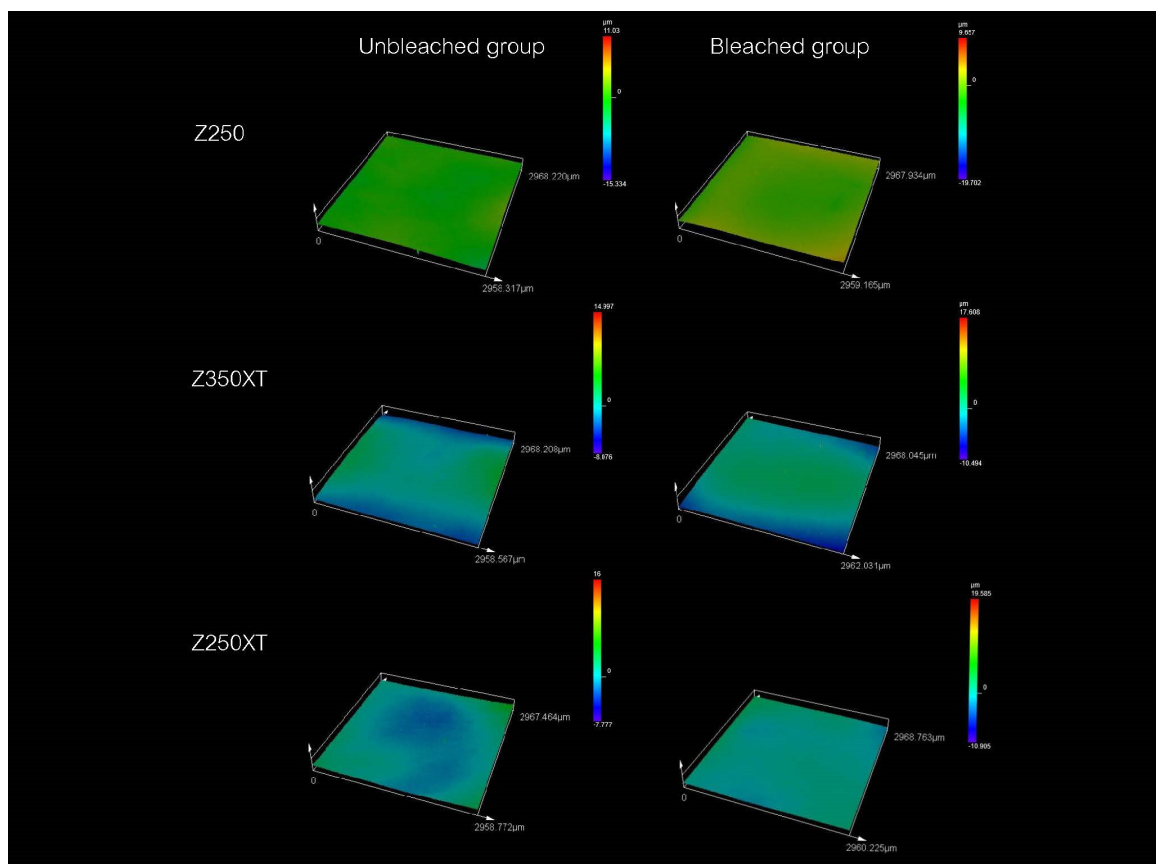 Unbleached group
Bleached group
Z250
µm
11.03
0
-15.334
2968.220µm
0
2958.317µm
µm
9.657
0
-19.702
2967.934µm
0
2959.165µm
Z350XT
14.997
0
-8.876
2968.208µm
0
2958.567µm
µm
17.608
0
-10.494
2968.045µm
0
2962.031µm
Z250XT
16
0
-7.777
2967.464µm
0
2958.772µm
µm
19.585
0
-10.905
2968.763µm
0
2960.225µm